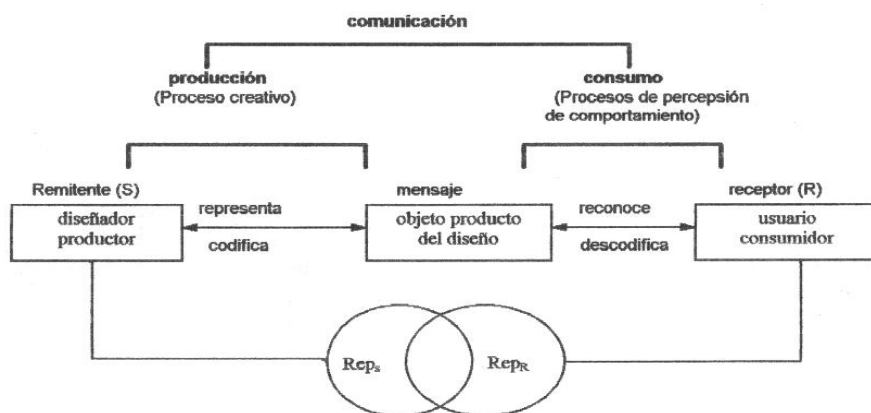 comunicación
producción
(Proceso creativo)
consumo
(Procesos de percepsión
de comportamiento)
Remitente (S)
mensaje
receptor (R)
diseñador
productor
representa
codifica
objeto producto
del diseño
reconoce
descodifica
usuario
consumidor
Reps
RepR